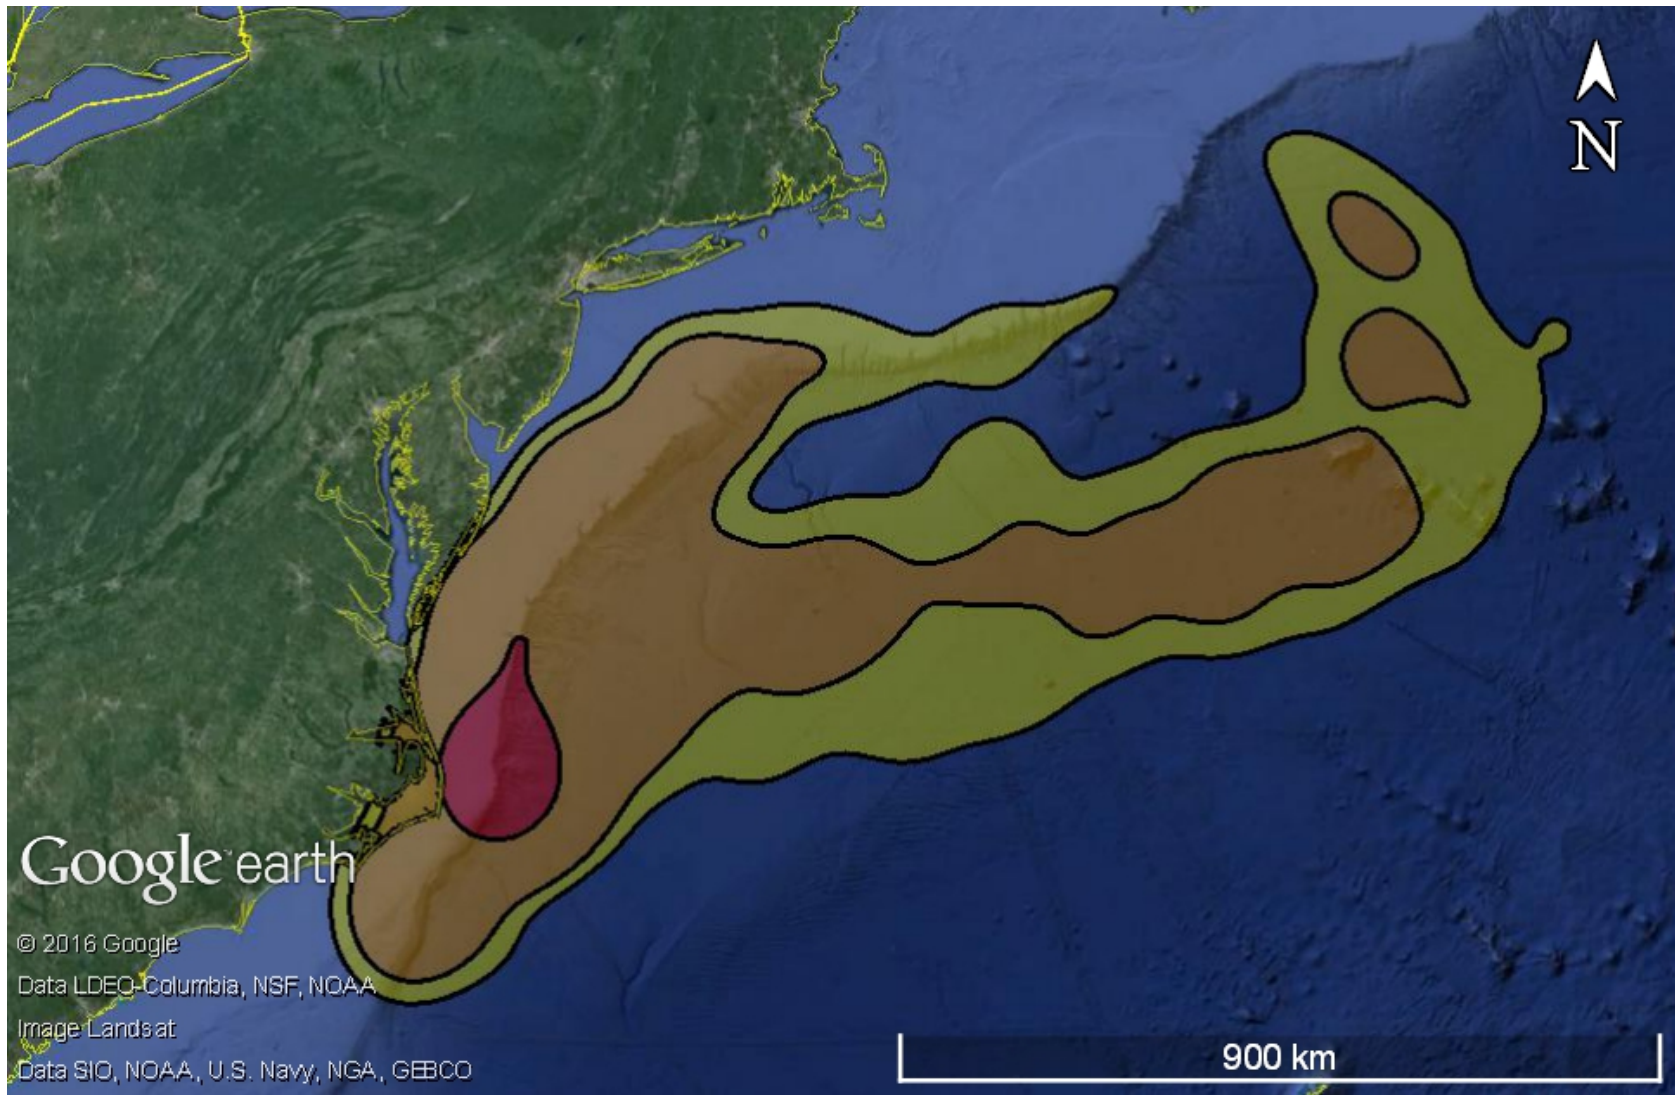 N
Google earth
© 2016 Google
Data LDEO-Columbia, NSF, NOAA
Image Landsat
Data SIO, NOAA, U.S. Navy, NGA, GEBCO
900 km